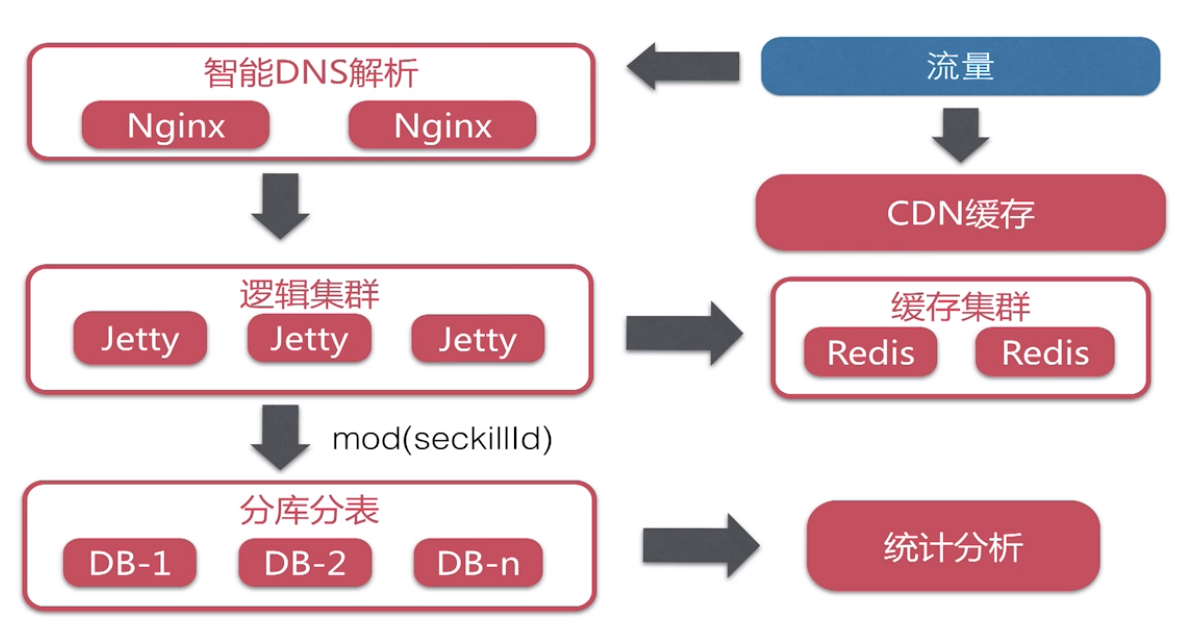 智能DNS解析
Nginx
Nginx
流量
CDN缓存
逻辑集群
Jetty
Jetty
Jetty
缓存集群
Redis
Redis
mod(seckillId)
分库分表
DB-1
DB-2
DB-n
统计分析